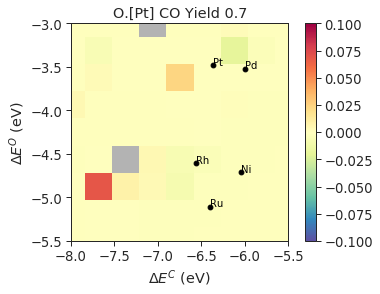 O.[Pt] CO Yield 0.7
−3.0
−3.5
−4.0
−4.5
−5.0
−5.5
ΔE^O (eV)
Pt
Pd
Rh
Ni
Ru
−8.0 −7.5 −7.0 −6.5 −6.0 −5.5
ΔE^C (eV)
0.100
0.075
0.050
0.025
0.000
−0.025
−0.050
−0.075
−0.100